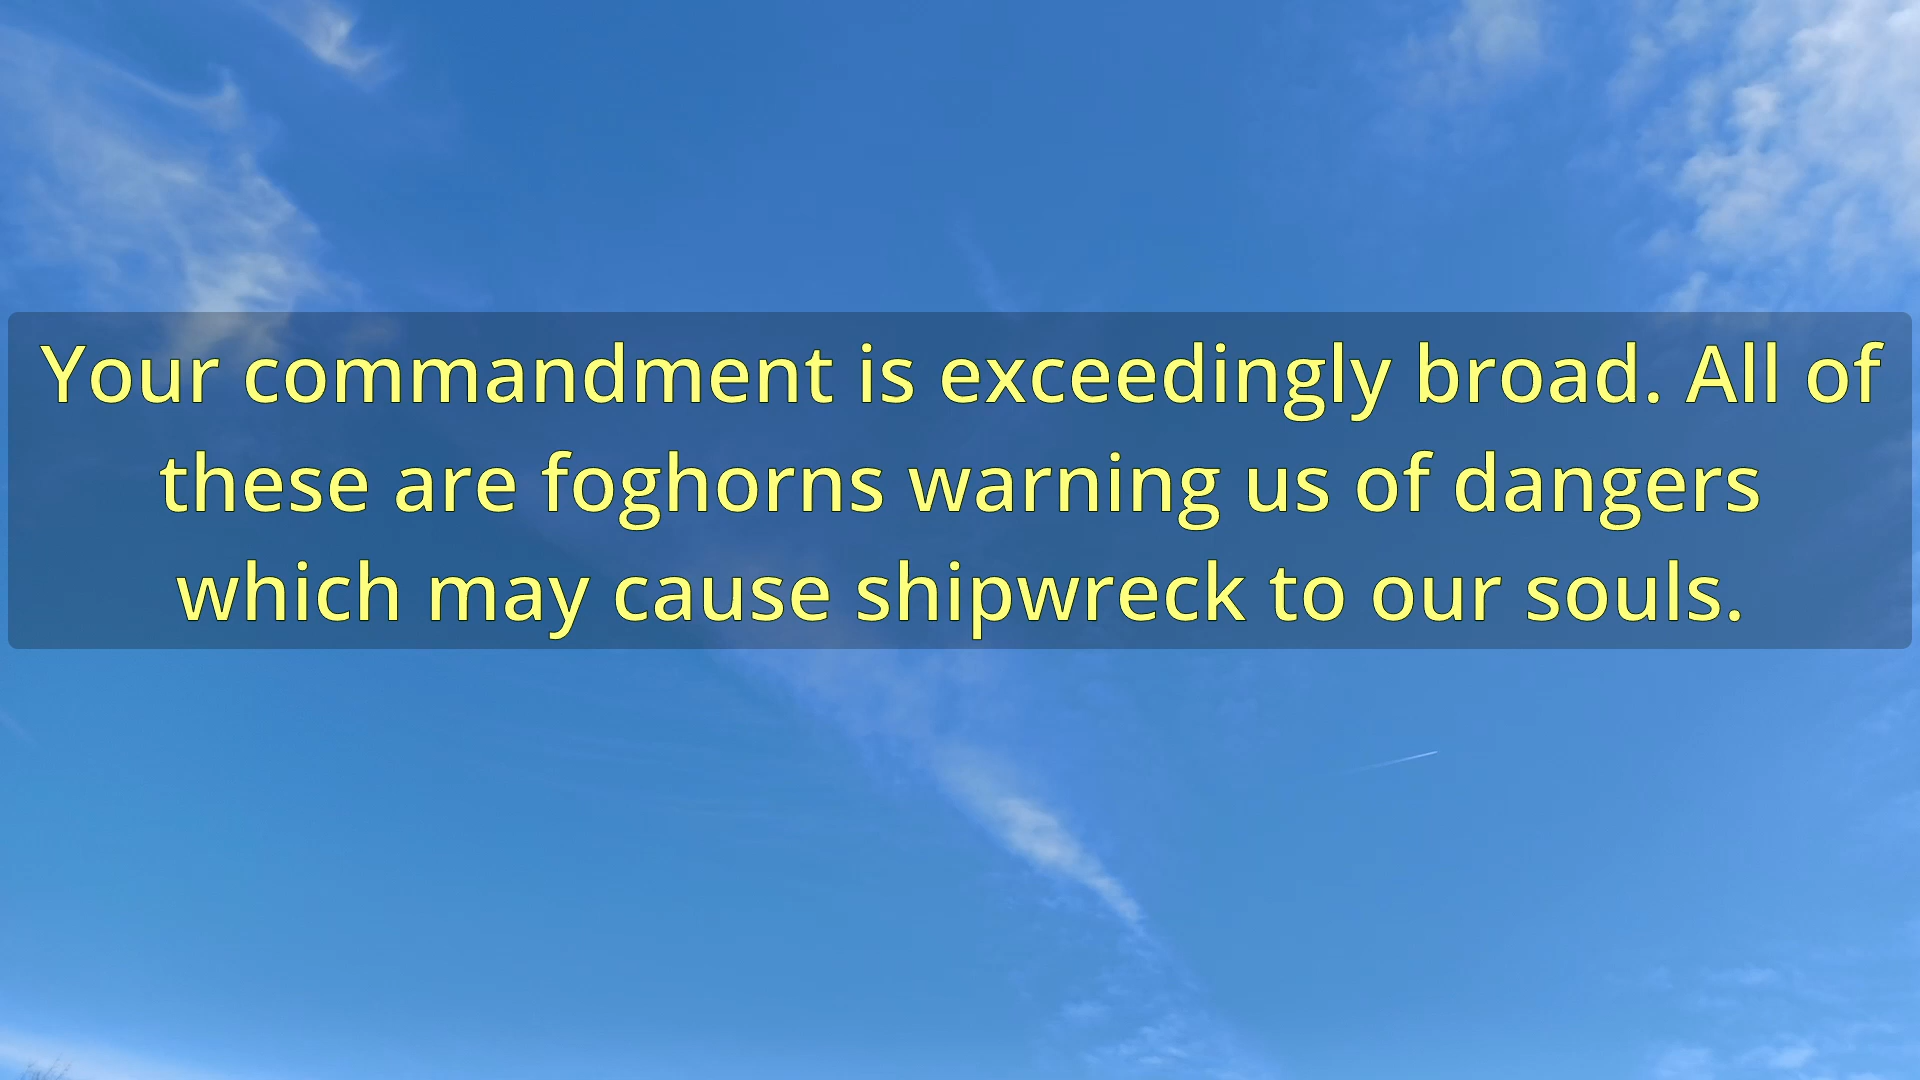 Your commandment is exceedingly broad. All of
these are foghorns warning us of dangers
which may cause shipwreck to our souls.